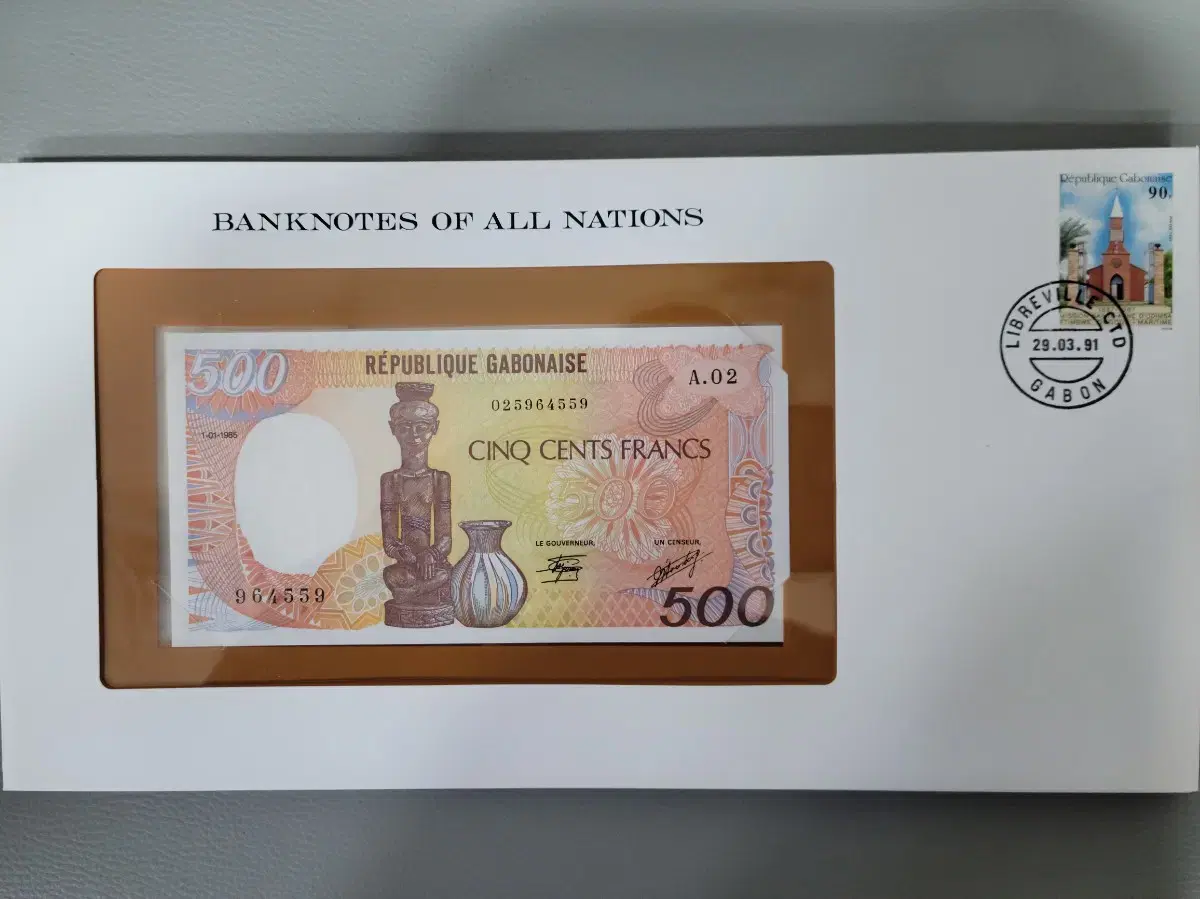 BANKNOTES OF ALL NATIONS
République Gabonaise
90F
LIBREVILLE CTD
29.03.91
GABON
500
RÉPUBLIQUE GABONAISE
A.02
025964559
1-01-1985
CINQ CENTS FRANCS
LE GOUVERNEUR,
UN CENSEUR,
964559
500